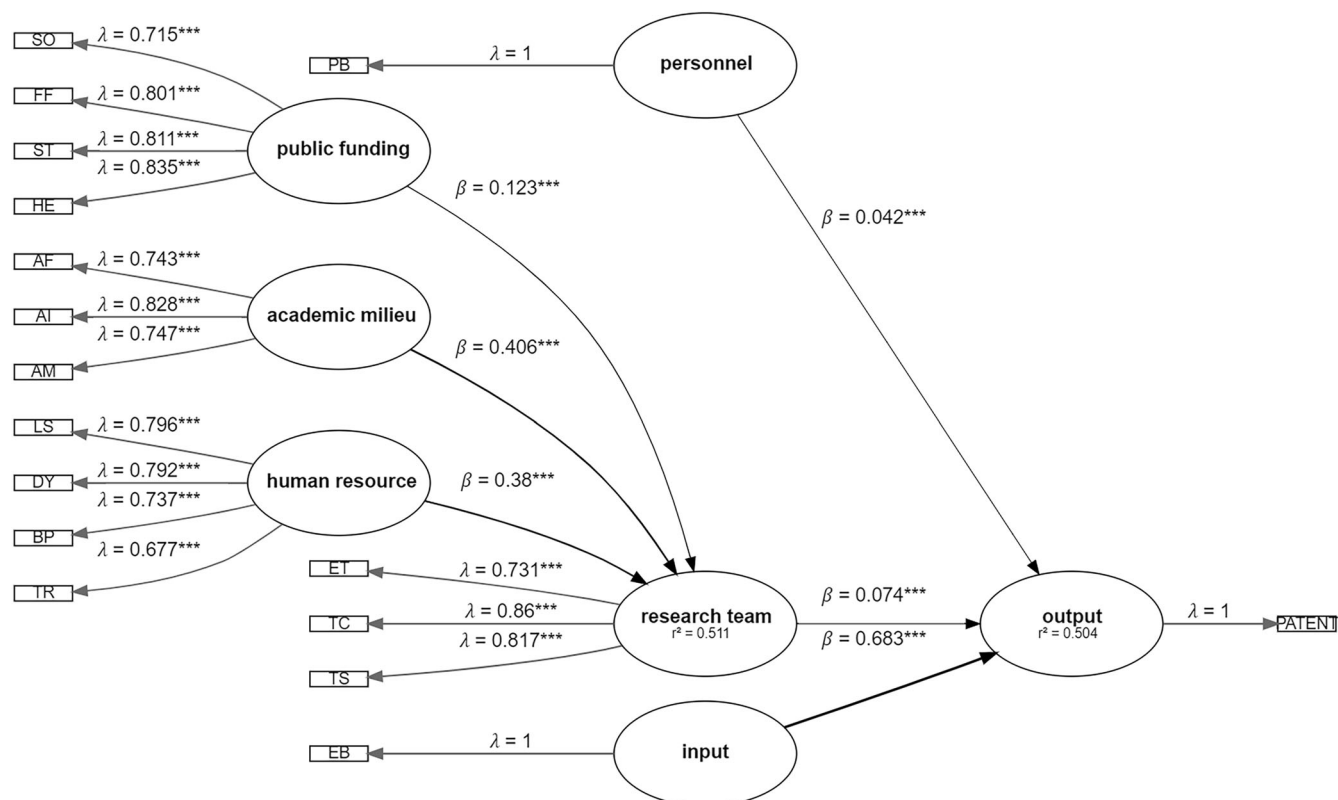 SO
λ = 0.715***
FF
λ = 0.801***
ST
λ = 0.811***
HE
λ = 0.835***
public funding
PB
λ = 1
personnel
β = 0.123***
β = 0.042***
AF
λ = 0.743***
AI
λ = 0.828***
AM
λ = 0.747***
academic milieu
β = 0.406***
LS
λ = 0.796***
DY
λ = 0.792***
BP
λ = 0.737***
TR
λ = 0.677***
human resource
β = 0.38***
ET
λ = 0.731***
TC
λ = 0.86***
TS
λ = 0.817***
research team
r² = 0.511
β = 0.074***
β = 0.683***
output
r² = 0.504
λ = 1
PATENT
EB
λ = 1
input